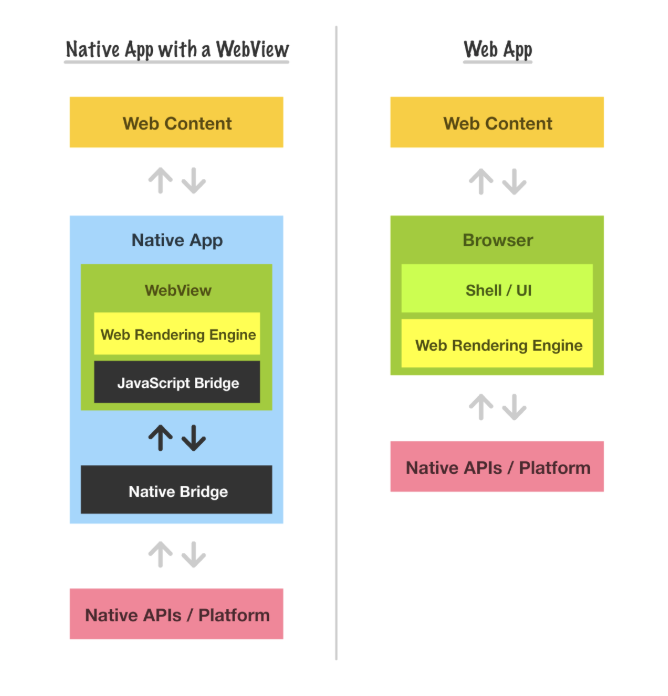 Native App with a WebView
Web Content
Native App
WebView
Web Rendering Engine
JavaScript Bridge
Native Bridge
Native APIs / Platform
Web App
Web Content
Browser
Shell / UI
Web Rendering Engine
Native APIs / Platform